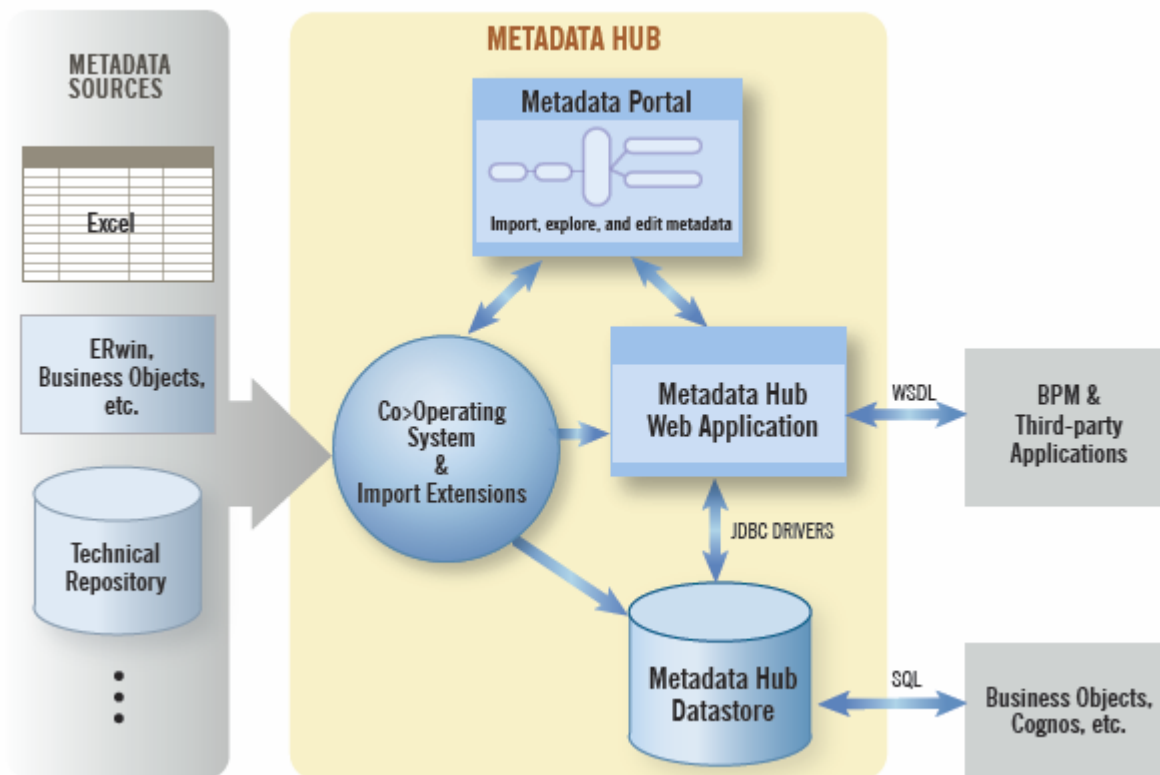 METADATA
SOURCES
Excel
ERwin,
Business Objects,
etc.
Technical
Repository
METADATA HUB
Metadata Portal
Import, explore, and edit metadata
Co>Operating
System
&
Import Extensions
Metadata Hub
Web Application
JDBC DRIVERS
Metadata Hub
Datastore
WSDL
BPM &
Third-party
Applications
SQL
Business Objects,
Cognos, etc.